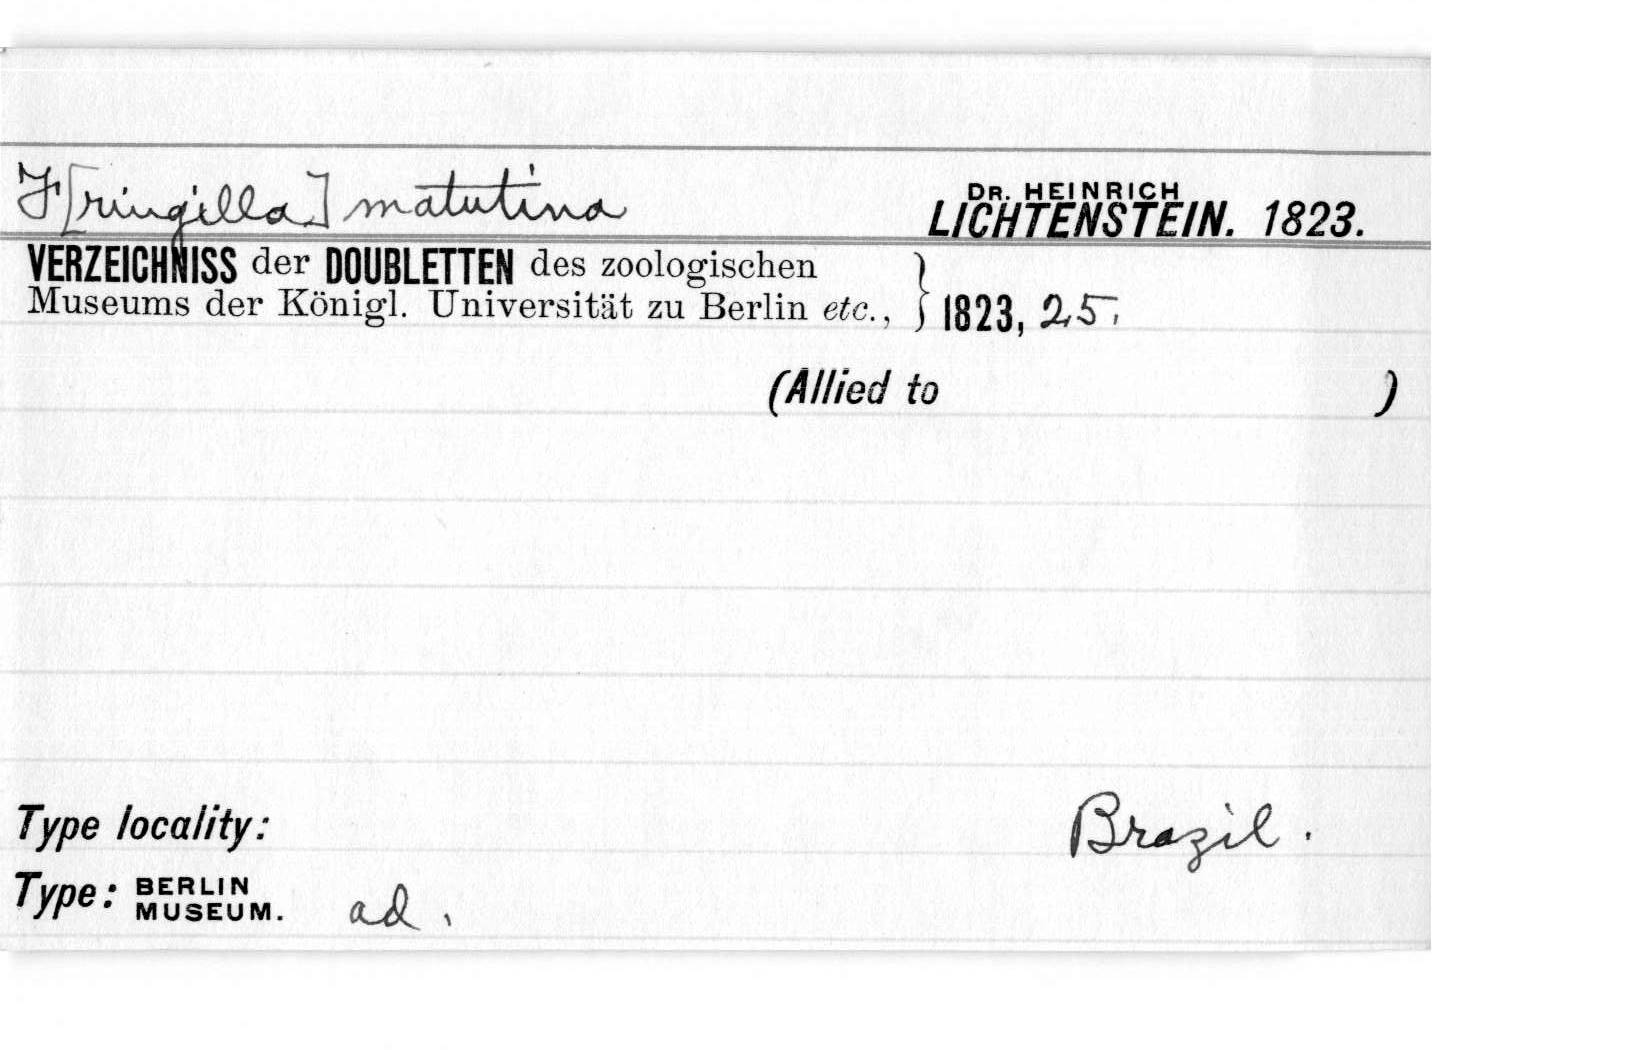 F[ringilla] matutina
DR. HEINRICH
LICHTENSTEIN. 1823.
VERZEICHNISS der DOUBLETTEN des zoologischen
Museums der Königl. Universität zu Berlin etc.,
} 1823, 25.
(Allied to )
Type locality: Brazil.
Type: BERLIN MUSEUM. ad.